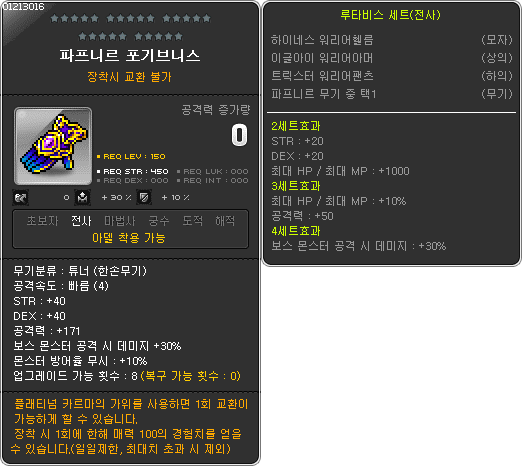 01213016
파프니르 포기브니스
장착시 교환 불가
공격력 증가량
0
REQ LEV : 150
REQ STR : 450 REQ LUK : 000
REQ DEX : 000 REQ INT : 000
0 +30% +10%
초보자 전사 마법사 궁수 도적 해적
아델 착용 가능
무기분류 : 튜너 (한손무기)
공격속도 : 빠름 (4)
STR : +40
DEX : +40
공격력 : +171
보스 몬스터 공격 시 데미지 +30%
몬스터 방어율 무시 : +10%
업그레이드 가능 횟수 : 8 (복구 가능 횟수 : 0)
플래티넘 카르마의 가위를 사용하면 1회 교환이
가능하게 할 수 있습니다.
장착 시 1회에 한해 매력 100의 경험치를 얻을
수 있습니다.(일일제한, 최대치 초과 시 제외)
루타비스 세트(전사)
하이네스 워리어헬름 (모자)
이글아이 워리어아머 (상의)
트릭스터 워리어팬츠 (하의)
파프니르 무기 중 택1 (무기)
2세트효과
STR : +20
DEX : +20
최대 HP / 최대 MP : +1000
3세트효과
최대 HP / 최대 MP : +10%
공격력 : +50
4세트효과
보스 몬스터 공격 시 데미지 : +30%